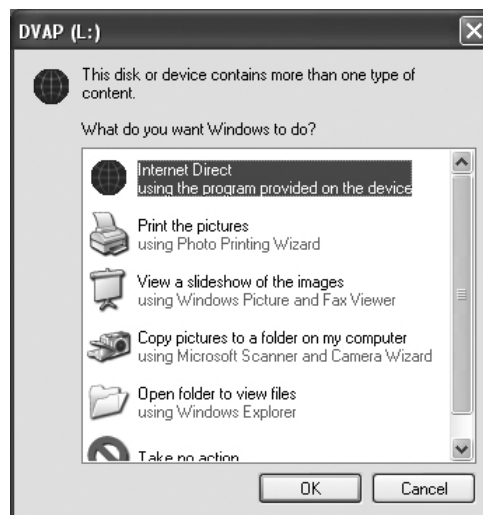 DVAP (L:)
This disk or device contains more than one type of
content.
What do you want Windows to do?
Internet Direct
using the program provided on the device
Print the pictures
using Photo Printing Wizard
View a slideshow of the images
using Windows Picture and Fax Viewer
Copy pictures to a folder on my computer
using Microsoft Scanner and Camera Wizard
Open folder to view files
using Windows Explorer
Take no action
OK
Cancel